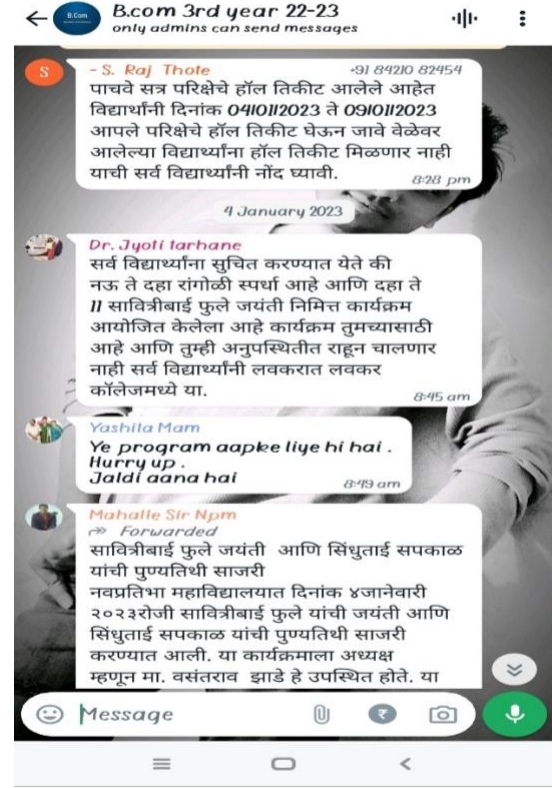 B.Com
B.com 3rd year 22-23
only admins can send messages
S
~ S. Raj Thote +91 84210 82454
पाचवे सत्र परिक्षेचे हॉल तिकीट आलेले आहेत
विद्यार्थांनी दिनांक 04/01/2023 ते 09/01/2023
आपले परिक्षेचे हॉल तिकीट घेऊन जावे वेळेवर
आलेल्या विद्यार्थ्यांना हॉल तिकीट मिळणार नाही
याची सर्व विद्यार्थ्यांनी नोंद घ्यावी.
8:28 pm
4 January 2023
Dr. Jyoti tarhane
सर्व विद्यार्थ्यांना सुचित करण्यात येते की
नऊ ते दहा रांगोळी स्पर्धा आहे आणि दहा ते
11 सावित्रीबाई फुले जयंती निमित्त कार्यक्रम
आयोजित केलेला आहे कार्यक्रम तुमच्यासाठी
आहे आणि तुम्ही अनुपस्थितीत राहून चालणार
नाही सर्व विद्यार्थ्यांनी लवकरात लवकर
कॉलेजमध्ये या.
8:45 am
Yashila Mam
Ye program aapke liye hi hai .
Hurry up .
Jaldi aana hai
8:49 am
Mahalle Sir Npm
Forwarded
सावित्रीबाई फुले जयंती आणि सिंधुताई सपकाळ
यांची पुण्यतिथी साजरी
नवप्रतिभा महाविद्यालयात दिनांक ४जानेवारी
२०२३रोजी सावित्रीबाई फुले यांची जयंती आणि
सिंधुताई सपकाळ यांची पुण्यतिथी साजरी
करण्यात आली. या कार्यक्रमाला अध्यक्ष
म्हणून मा. वसंतराव झाडे हे उपस्थित होते. या
Message
₹